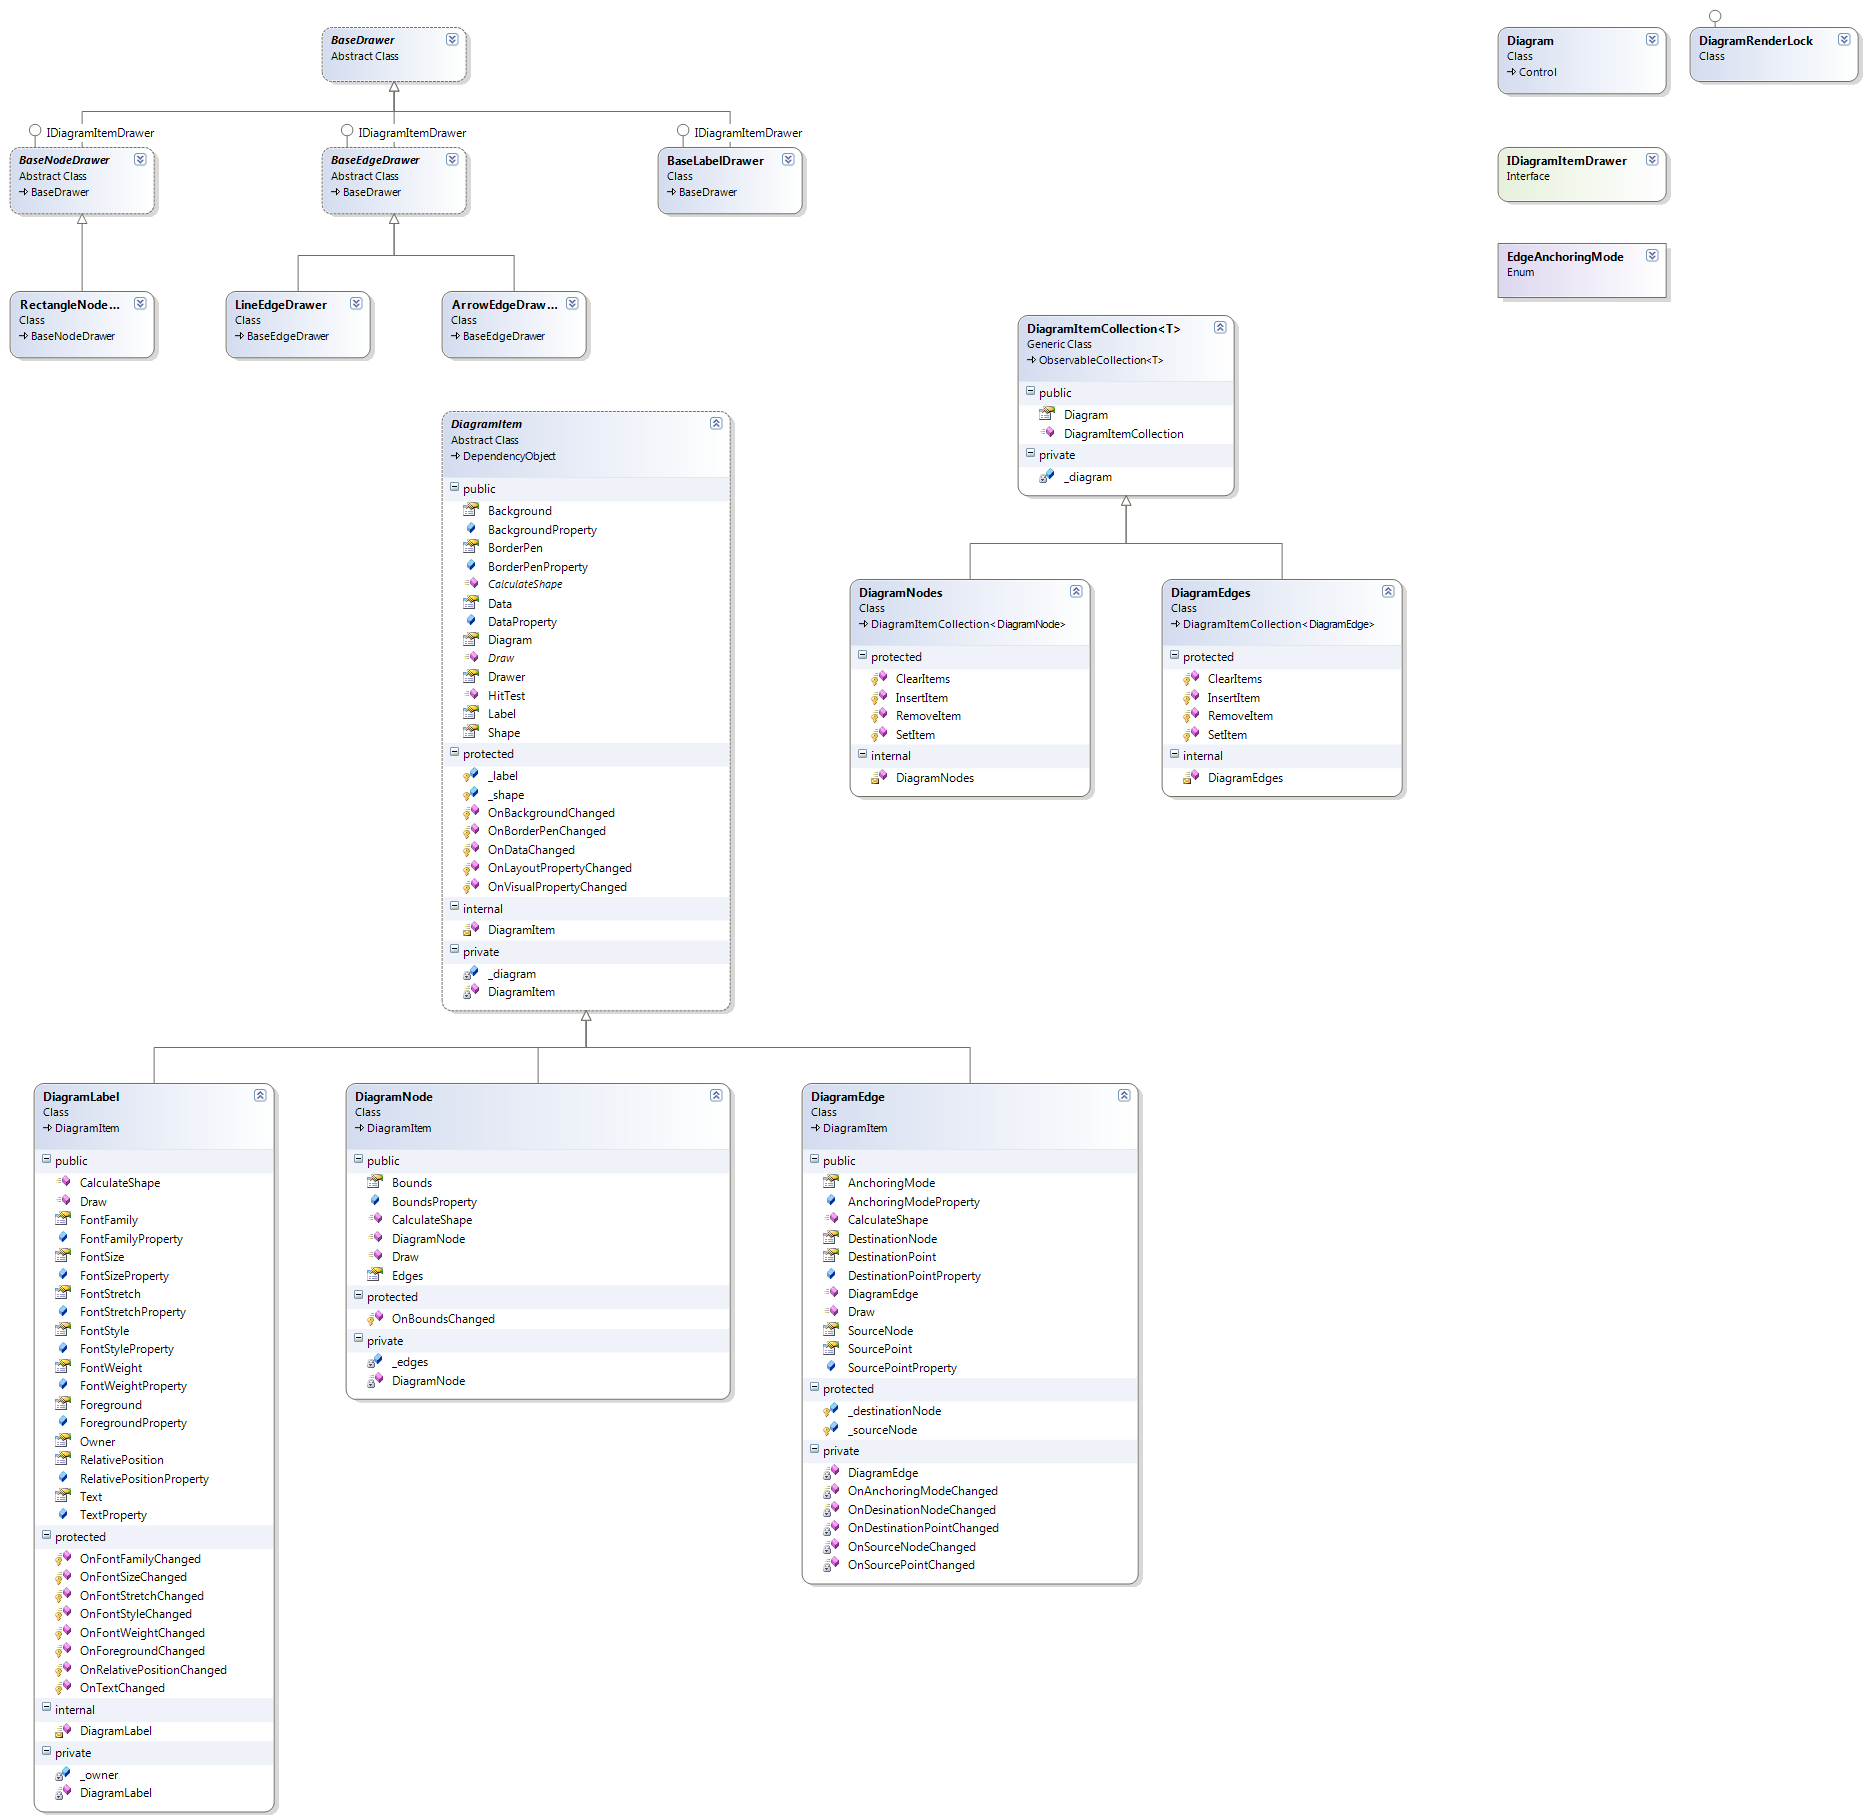 BaseDrawer
Abstract Class
IDiagramItemDrawer
BaseNodeDrawer
Abstract Class
BaseDrawer
IDiagramItemDrawer
BaseEdgeDrawer
Abstract Class
BaseDrawer
IDiagramItemDrawer
BaseLabelDrawer
Class
BaseDrawer
RectangleNode...
Class
BaseNodeDrawer
LineEdgeDrawer
Class
BaseEdgeDrawer
ArrowEdgeDraw...
Class
BaseEdgeDrawer
Diagram
Class
Control
DiagramRenderLock
Class
IDiagramItemDrawer
Interface
EdgeAnchoringMode
Enum
DiagramItemCollection<T>
Generic Class
ObservableCollection<T>
public
Diagram
DiagramItemCollection
private
_diagram
DiagramNodes
Class
DiagramItemCollection<DiagramNode>
protected
ClearItems
InsertItem
RemoveItem
SetItem
internal
DiagramNodes
DiagramEdges
Class
DiagramItemCollection<DiagramEdge>
protected
ClearItems
InsertItem
RemoveItem
SetItem
internal
DiagramEdges
DiagramItem
Abstract Class
DependencyObject
public
Background
BackgroundProperty
BorderPen
BorderPenProperty
CalculateShape
Data
DataProperty
Diagram
Draw
Drawer
HitTest
Label
Shape
protected
_label
_shape
OnBackgroundChanged
OnBorderPenChanged
OnDataChanged
OnLayoutPropertyChanged
OnVisualPropertyChanged
internal
DiagramItem
private
_diagram
DiagramItem
DiagramLabel
Class
DiagramItem
public
CalculateShape
Draw
FontFamily
FontFamilyProperty
FontSize
FontSizeProperty
FontStretch
FontStretchProperty
FontStyle
FontStyleProperty
FontWeight
FontWeightProperty
Foreground
ForegroundProperty
Owner
RelativePosition
RelativePositionProperty
Text
TextProperty
protected
OnFontFamilyChanged
OnFontSizeChanged
OnFontStretchChanged
OnFontStyleChanged
OnFontWeightChanged
OnForegroundChanged
OnRelativePositionChanged
OnTextChanged
internal
DiagramLabel
private
_owner
DiagramLabel
DiagramNode
Class
DiagramItem
public
Bounds
BoundsProperty
CalculateShape
DiagramNode
Draw
Edges
protected
OnBoundsChanged
private
_edges
DiagramNode
DiagramEdge
Class
DiagramItem
public
AnchoringMode
AnchoringModeProperty
CalculateShape
DestinationNode
DestinationPoint
DestinationPointProperty
DiagramEdge
Draw
SourceNode
SourcePoint
SourcePointProperty
protected
_destinationNode
_sourceNode
private
DiagramEdge
OnAnchoringModeChanged
OnDesinationNodeChanged
OnDestinationPointChanged
OnSourceNodeChanged
OnSourcePointChanged